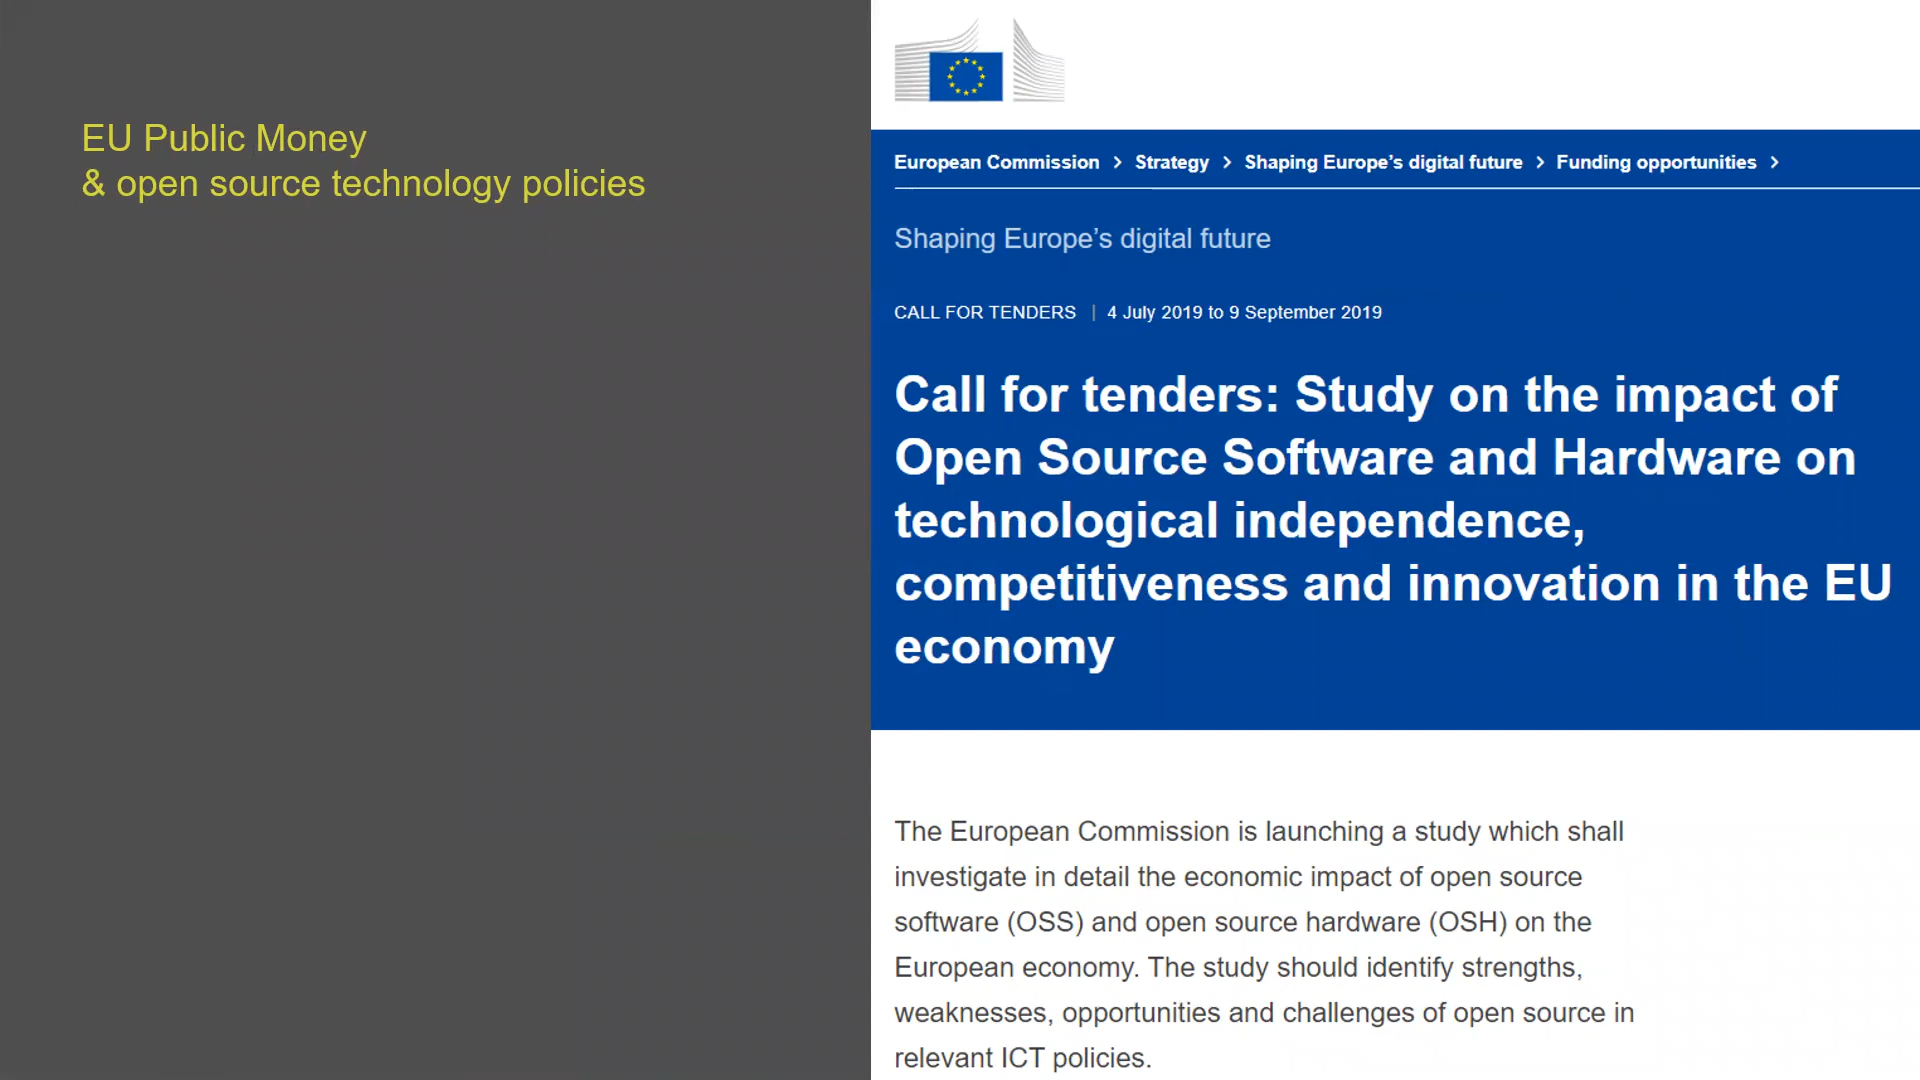 EU Public Money
& open source technology policies
European Commission > Strategy > Shaping Europe’s digital future > Funding opportunities >
Shaping Europe’s digital future
CALL FOR TENDERS | 4 July 2019 to 9 September 2019
Call for tenders: Study on the impact of
Open Source Software and Hardware on
technological independence,
competitiveness and innovation in the EU
economy
The European Commission is launching a study which shall
investigate in detail the economic impact of open source
software (OSS) and open source hardware (OSH) on the
European economy. The study should identify strengths,
weaknesses, opportunities and challenges of open source in
relevant ICT policies.